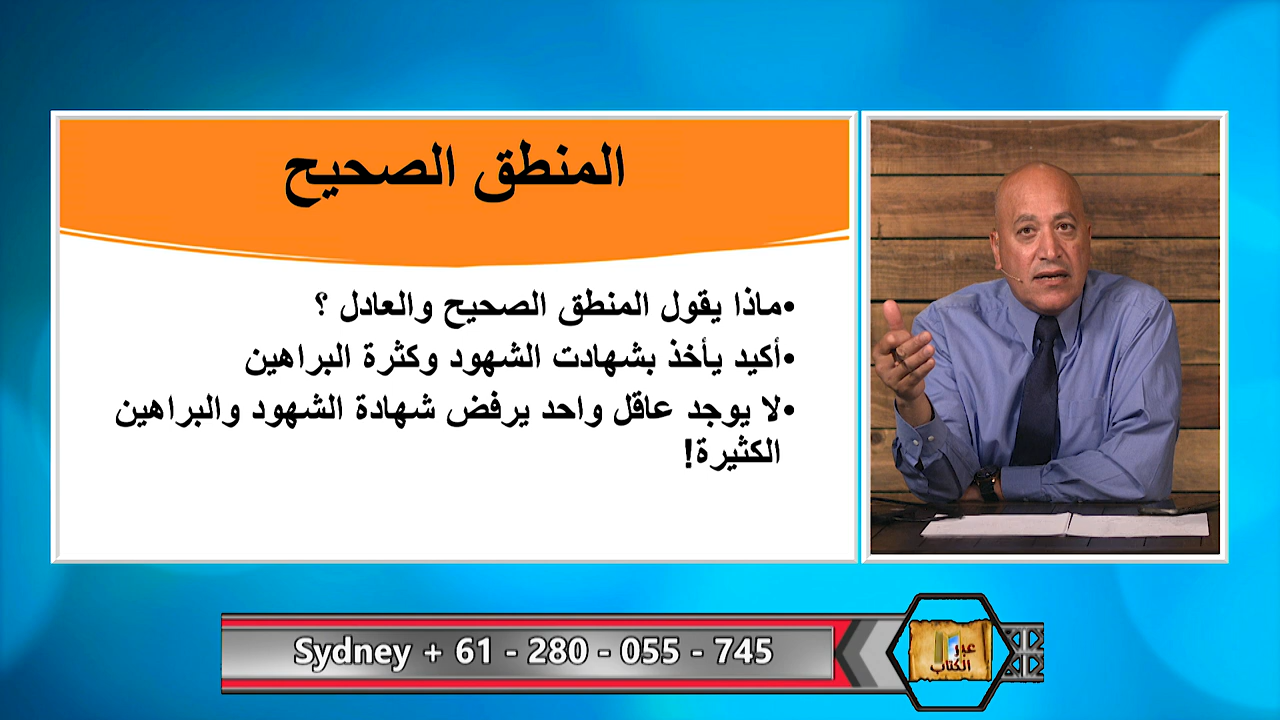 المنطق الصحيح
•ماذا يقول المنطق الصحيح والعادل ؟
•أكيد يأخذ بشهادت الشهود وكثرة البراهين
•لا يوجد عاقل واحد يرفض شهادة الشهود والبراهين
الكثيرة!
Sydney + 61 - 280 - 055 - 745
عبر
الكتاب